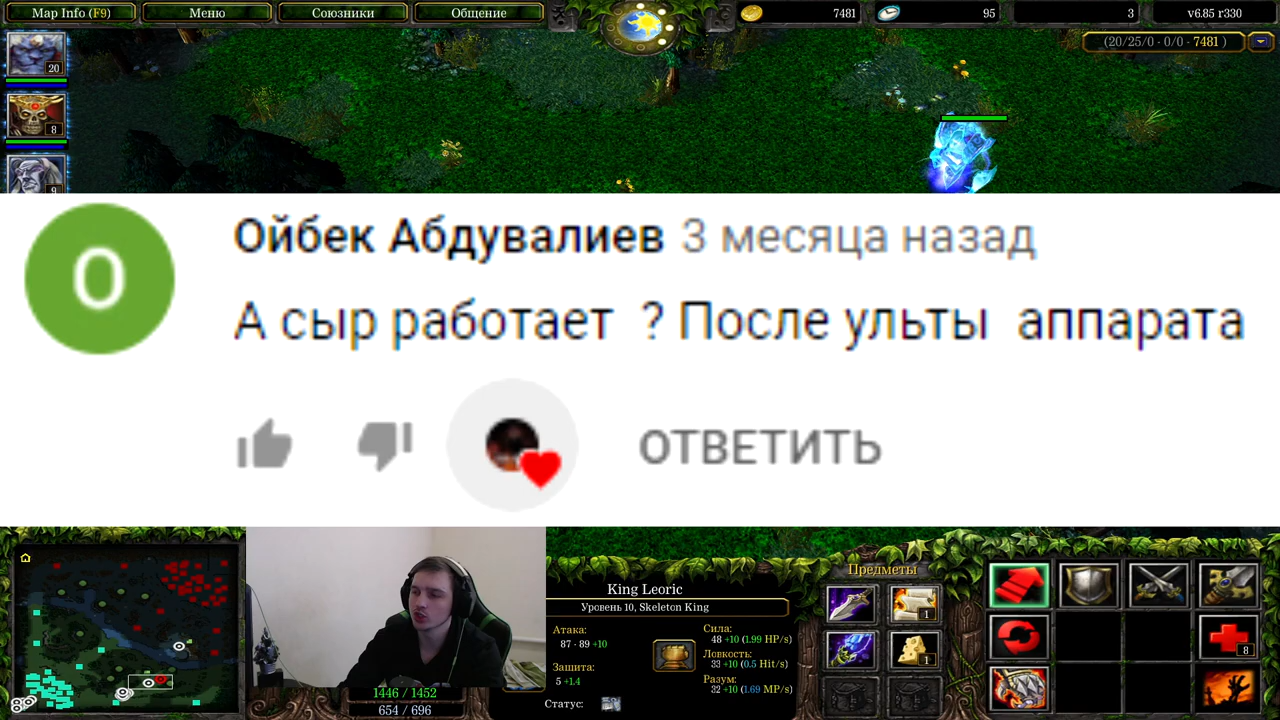 Map Info (F9) Меню Союзники Общение 7481 95 3 v6.85 r330
(20/25/0 - 0/0 - 7481 )
20
8
9
Ойбек Абдувалиев 3 месяца назад
О
А сыр работает ? После ульты аппарата
ОТВЕТИТЬ
King Leoric
Уровень 10, Skeleton King
Атака:
87 - 89 +10
Защита:
5 +1.4
Статус:
Сила:
48 +10 (1.99 HP/s)
Ловкость:
33 +10 (0.5 Hit/s)
Разум:
32 +10 (1.69 MP/s)
1446 / 1452
654 / 696
Предметы
1
1
8